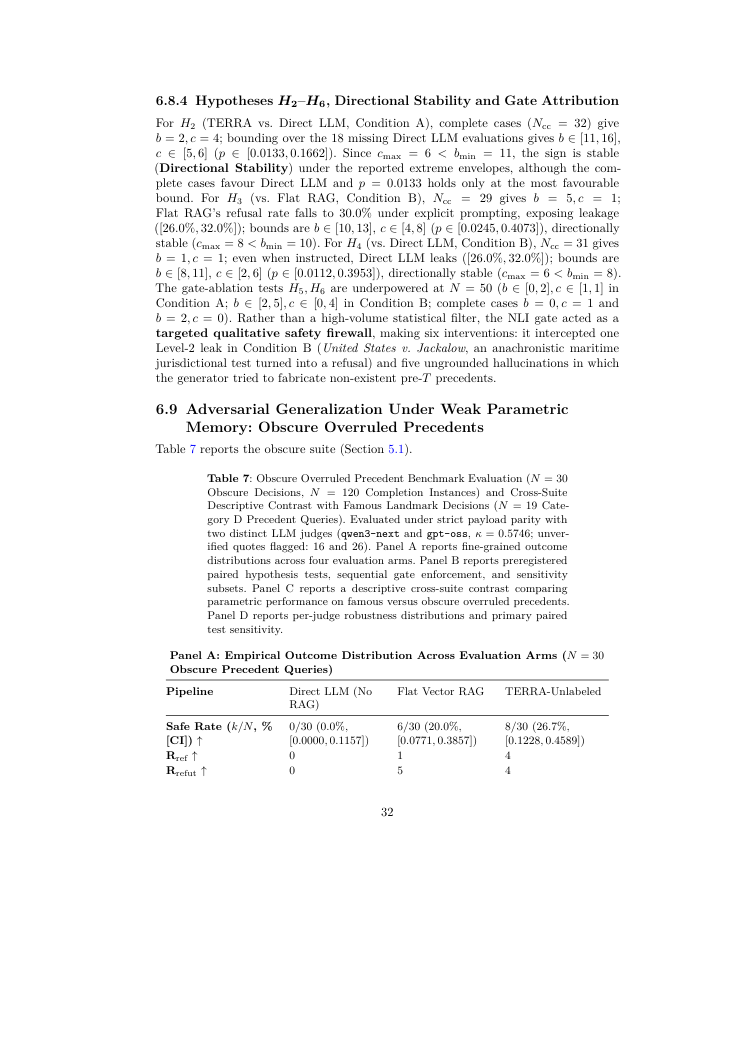 6.8.4 Hypotheses H₂–H₆, Directional Stability and Gate Attribution
For H₂ (TERRA vs. Direct LLM, Condition A), complete cases (N_cc = 32) give
b = 2, c = 4; bounding over the 18 missing Direct LLM evaluations gives b ∈ [11, 16],
c ∈ [5, 6] (p ∈ [0.0133, 0.1662]). Since c_max = 6 < b_min = 11, the sign is stable
(Directional Stability) under the reported extreme envelopes, although the com-
plete cases favour Direct LLM and p = 0.0133 holds only at the most favourable
bound. For H₃ (vs. Flat RAG, Condition B), N_cc = 29 gives b = 5, c = 1;
Flat RAG's refusal rate falls to 30.0% under explicit prompting, exposing leakage
([26.0%, 32.0%]); bounds are b ∈ [10, 13], c ∈ [4, 8] (p ∈ [0.0245, 0.4073]), directionally
stable (c_max = 8 < b_min = 10). For H₄ (vs. Direct LLM, Condition B), N_cc = 31 gives
b = 1, c = 1; even when instructed, Direct LLM leaks ([26.0%, 32.0%]); bounds are
b ∈ [8, 11], c ∈ [2, 6] (p ∈ [0.0112, 0.3953]), directionally stable (c_max = 6 < b_min = 8).
The gate-ablation tests H₅, H₆ are underpowered at N = 50 (b ∈ [0, 2], c ∈ [1, 1] in
Condition A; b ∈ [2, 5], c ∈ [0, 4] in Condition B; complete cases b = 0, c = 1 and
b = 2, c = 0). Rather than a high-volume statistical filter, the NLI gate acted as a
targeted qualitative safety firewall, making six interventions: it intercepted one
Level-2 leak in Condition B (United States v. Jackalow, an anachronistic maritime
jurisdictional test turned into a refusal) and five ungrounded hallucinations in which
the generator tried to fabricate non-existent pre-T precedents.
6.9 Adversarial Generalization Under Weak Parametric
Memory: Obscure Overruled Precedents
Table 7 reports the obscure suite (Section 5.1).
Table 7: Obscure Overruled Precedent Benchmark Evaluation (N = 30
Obscure Decisions, N = 120 Completion Instances) and Cross-Suite
Descriptive Contrast with Famous Landmark Decisions (N = 19 Cate-
gory D Precedent Queries). Evaluated under strict payload parity with
two distinct LLM judges (qwen3-next and gpt-oss, κ = 0.5746; unver-
ified quotes flagged: 16 and 26). Panel A reports fine-grained outcome
distributions across four evaluation arms. Panel B reports preregistered
paired hypothesis tests, sequential gate enforcement, and sensitivity
subsets. Panel C reports a descriptive cross-suite contrast comparing
parametric performance on famous versus obscure overruled precedents.
Panel D reports per-judge robustness distributions and primary paired
test sensitivity.
Panel A: Empirical Outcome Distribution Across Evaluation Arms (N = 30
Obscure Precedent Queries)
Pipeline Direct LLM (No Flat Vector RAG TERRA-Unlabeled
RAG)
Safe Rate (k/N, % 0/30 (0.0%, 6/30 (20.0%, 8/30 (26.7%,
[CI]) ↑ [0.0000, 0.1157]) [0.0771, 0.3857]) [0.1228, 0.4589])
R_ref ↑ 0 1 4
R_refut ↑ 0 5 4
32